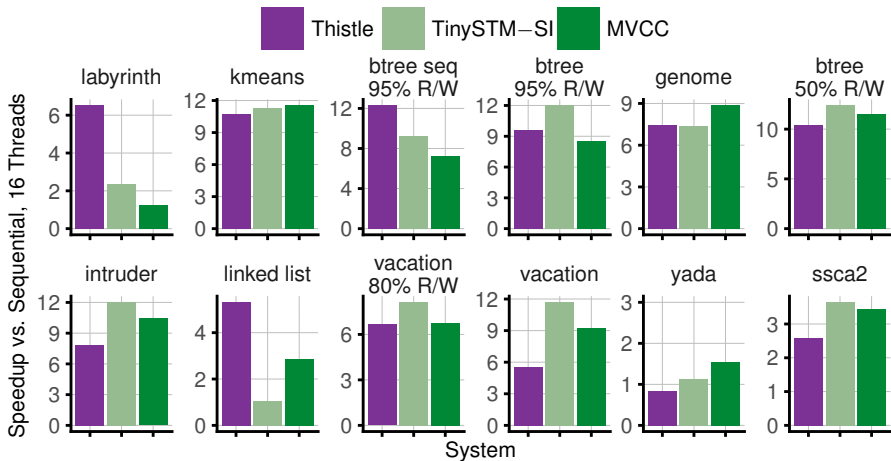 Thistle TinySTM−SI MVCC
Speedup vs. Sequential, 16 Threads
labyrinth
6
4
2
0
kmeans
12
9
6
3
0
btree seq
95% R/W
12
8
4
0
btree
95% R/W
12
9
6
3
0
genome
9
6
3
0
btree
50% R/W
10
5
0
intruder
12
9
6
3
0
linked list
4
2
0
vacation
80% R/W
6
3
0
vacation
12
9
6
3
0
yada
3
2
1
0
ssca2
3
2
1
0
System